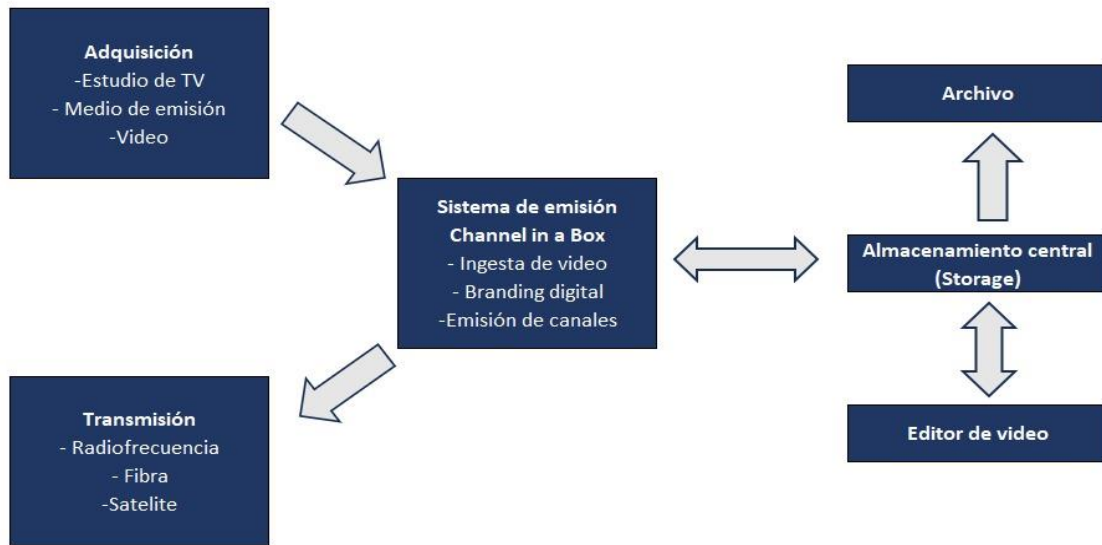 Adquisición
-Estudio de TV
- Medio de emisión
-Video
Sistema de emisión
Channel in a Box
- Ingesta de video
- Branding digital
-Emisión de canales
Transmisión
- Radiofrecuencia
- Fibra
-Satelite
Archivo
Almacenamiento central
(Storage)
Editor de video